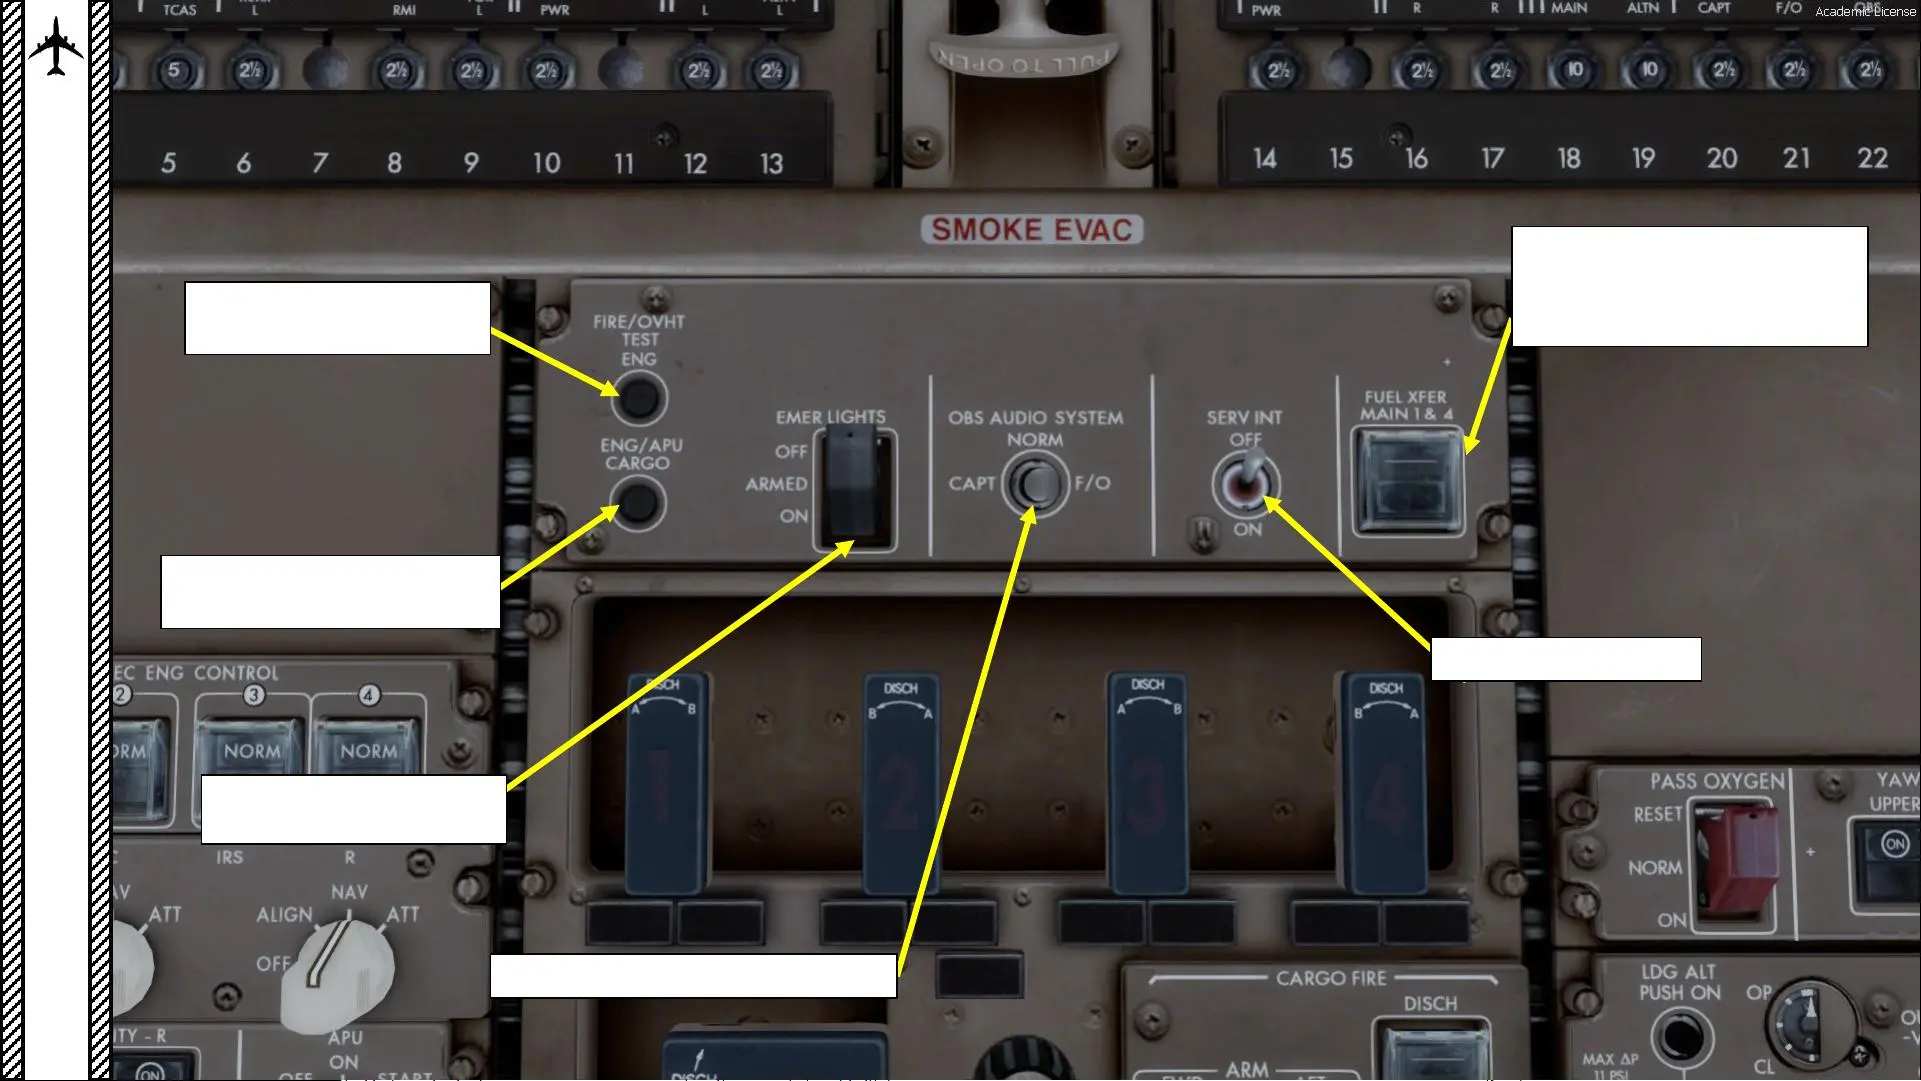 Academic License
TCAS L RMI L PWR L L
PWR R R MAIN ALTN CAPT F/O OBS
5 2½ 2½ 2½ 2½ 2½ 2½
PULL TO OPEN
2½ 2½ 2½ 10 10 2½ 2½ 2½
5 6 7 8 9 10 11 12 13
14 15 16 17 18 19 20 21 22
SMOKE EVAC
FIRE/OVHT
TEST
ENG
ENG/APU
CARGO
EMER LIGHTS
OFF
ARMED
ON
OBS AUDIO SYSTEM
NORM
CAPT F/O
SERV INT
OFF
ON
FUEL XFER
MAIN 1 & 4
EC ENG CONTROL
2 3 4
ORM NORM NORM
DISCH
A B
1
DISCH
B A
2
DISCH
A B
3
DISCH
B A
4
IRS R
AV ATT
NAV
ALIGN ATT
OFF
PASS OXYGEN
RESET
NORM
ON
YAW
UPPER
ON
CARGO FIRE
DISCH
ARM
LDG ALT
PUSH ON
MAX ΔP
11 PSI
OP
CL
ITY - R
ON
APU
ON
OFF START
DISCH